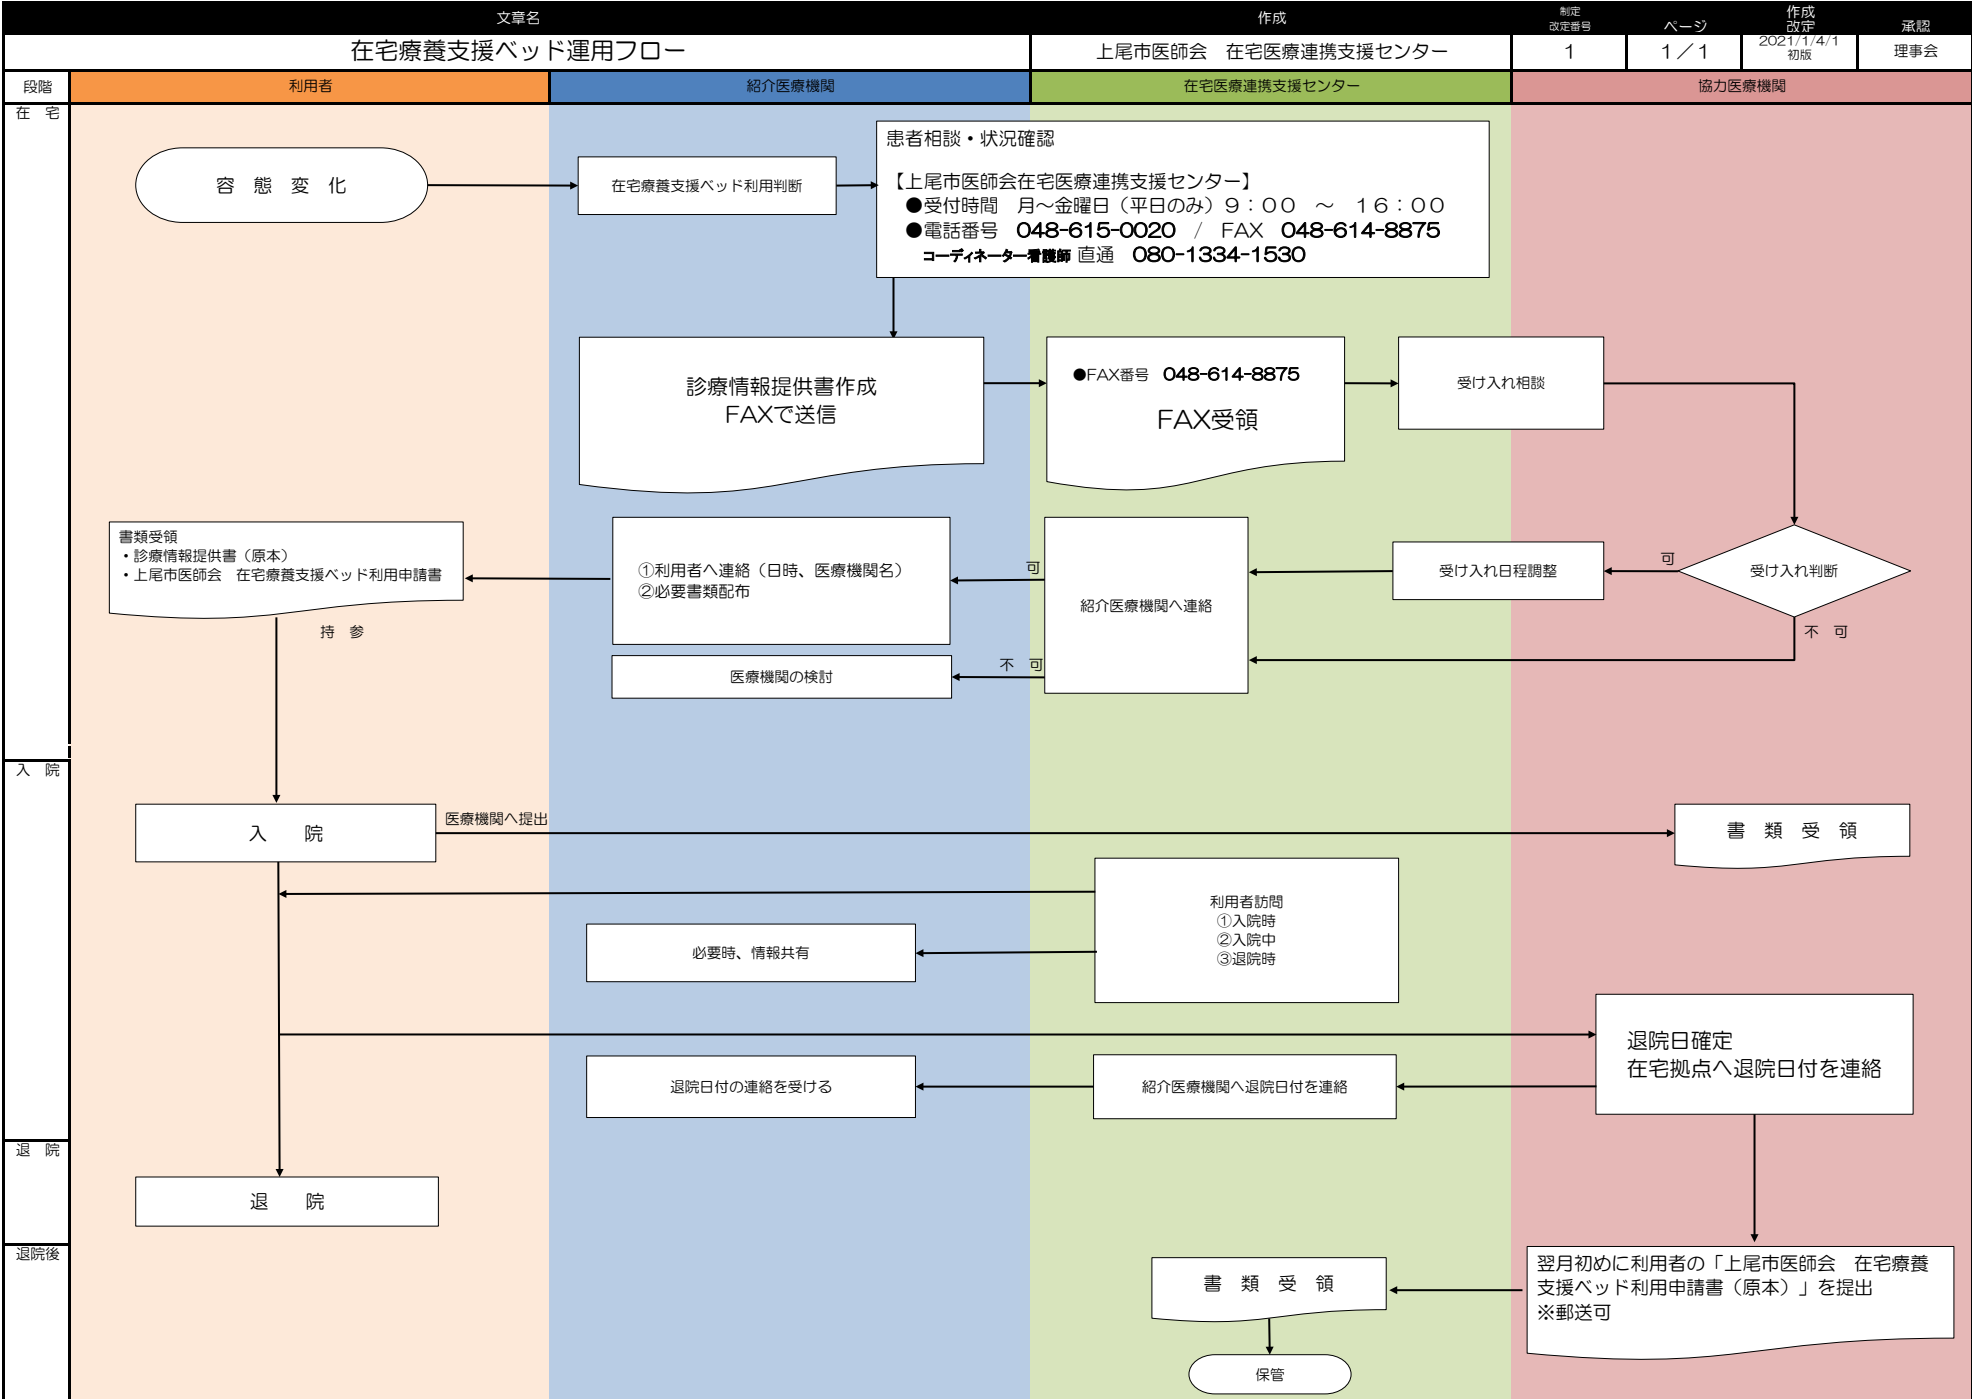 文章名
作成
制定
改定番号
ページ
作成
改定
承認
在宅療養支援ベッド運用フロー
上尾市医師会　在宅医療連携支援センター
1
1／1
2021/1/4/1
初版
理事会
段階
利用者
紹介医療機関
在宅医療連携支援センター
協力医療機関
在　宅
容　態　変　化
在宅療養支援ベッド利用判断
患者相談・状況確認
【上尾市医師会在宅医療連携支援センター】
●受付時間　月～金曜日（平日のみ）９：００　～　１６：００
●電話番号　048-615-0020　/　FAX　048-614-8875
コーディネーター看護師 直通　080-1334-1530
診療情報提供書作成
FAXで送信
●FAX番号　048-614-8875
FAX受領
受け入れ相談
書類受領
・診療情報提供書（原本）
・上尾市医師会　在宅療養支援ベッド利用申請書
①利用者へ連絡（日時、医療機関名）
②必要書類配布
可
紹介医療機関へ連絡
受け入れ日程調整
可
受け入れ判断
持　参
不　可
不　可
医療機関の検討
入　院
入　　院
医療機関へ提出
書　類　受　領
利用者訪問
①入院時
②入院中
③退院時
必要時、情報共有
退院日確定
在宅拠点へ退院日付を連絡
退院日付の連絡を受ける
紹介医療機関へ退院日付を連絡
退　院
退　　院
退院後
書　類　受　領
翌月初めに利用者の「上尾市医師会　在宅療養
支援ベッド利用申請書（原本）」を提出
※郵送可
保管